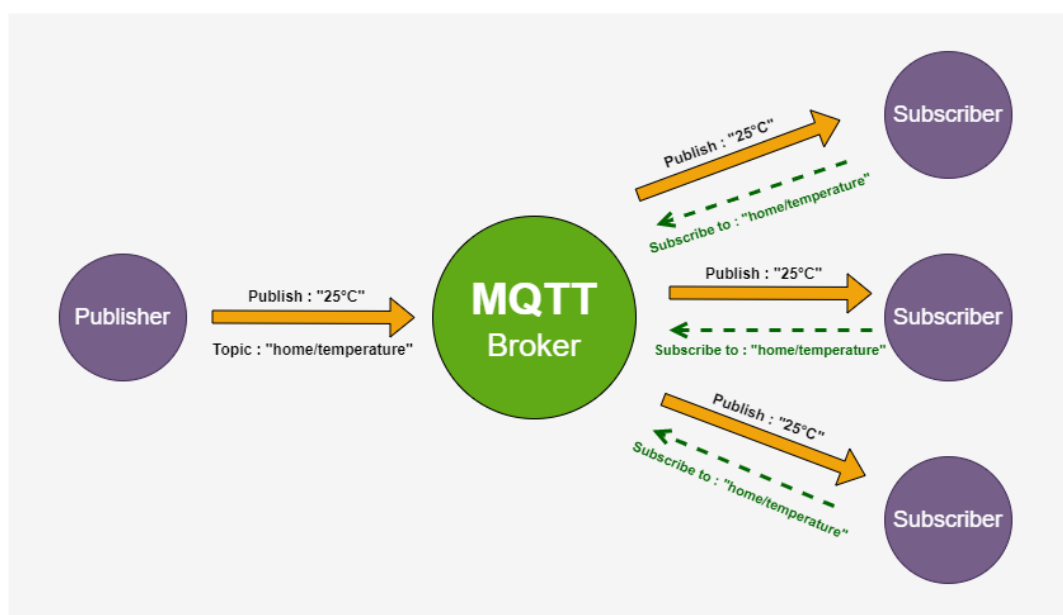 Publisher
Publish : "25°C"
Topic : "home/temperature"
MQTT
Broker
Publish : "25°C"
Subscribe to : "home/temperature"
Subscriber
Publish : "25°C"
Subscribe to : "home/temperature"
Subscriber
Publish : "25°C"
Subscribe to : "home/temperature"
Subscriber